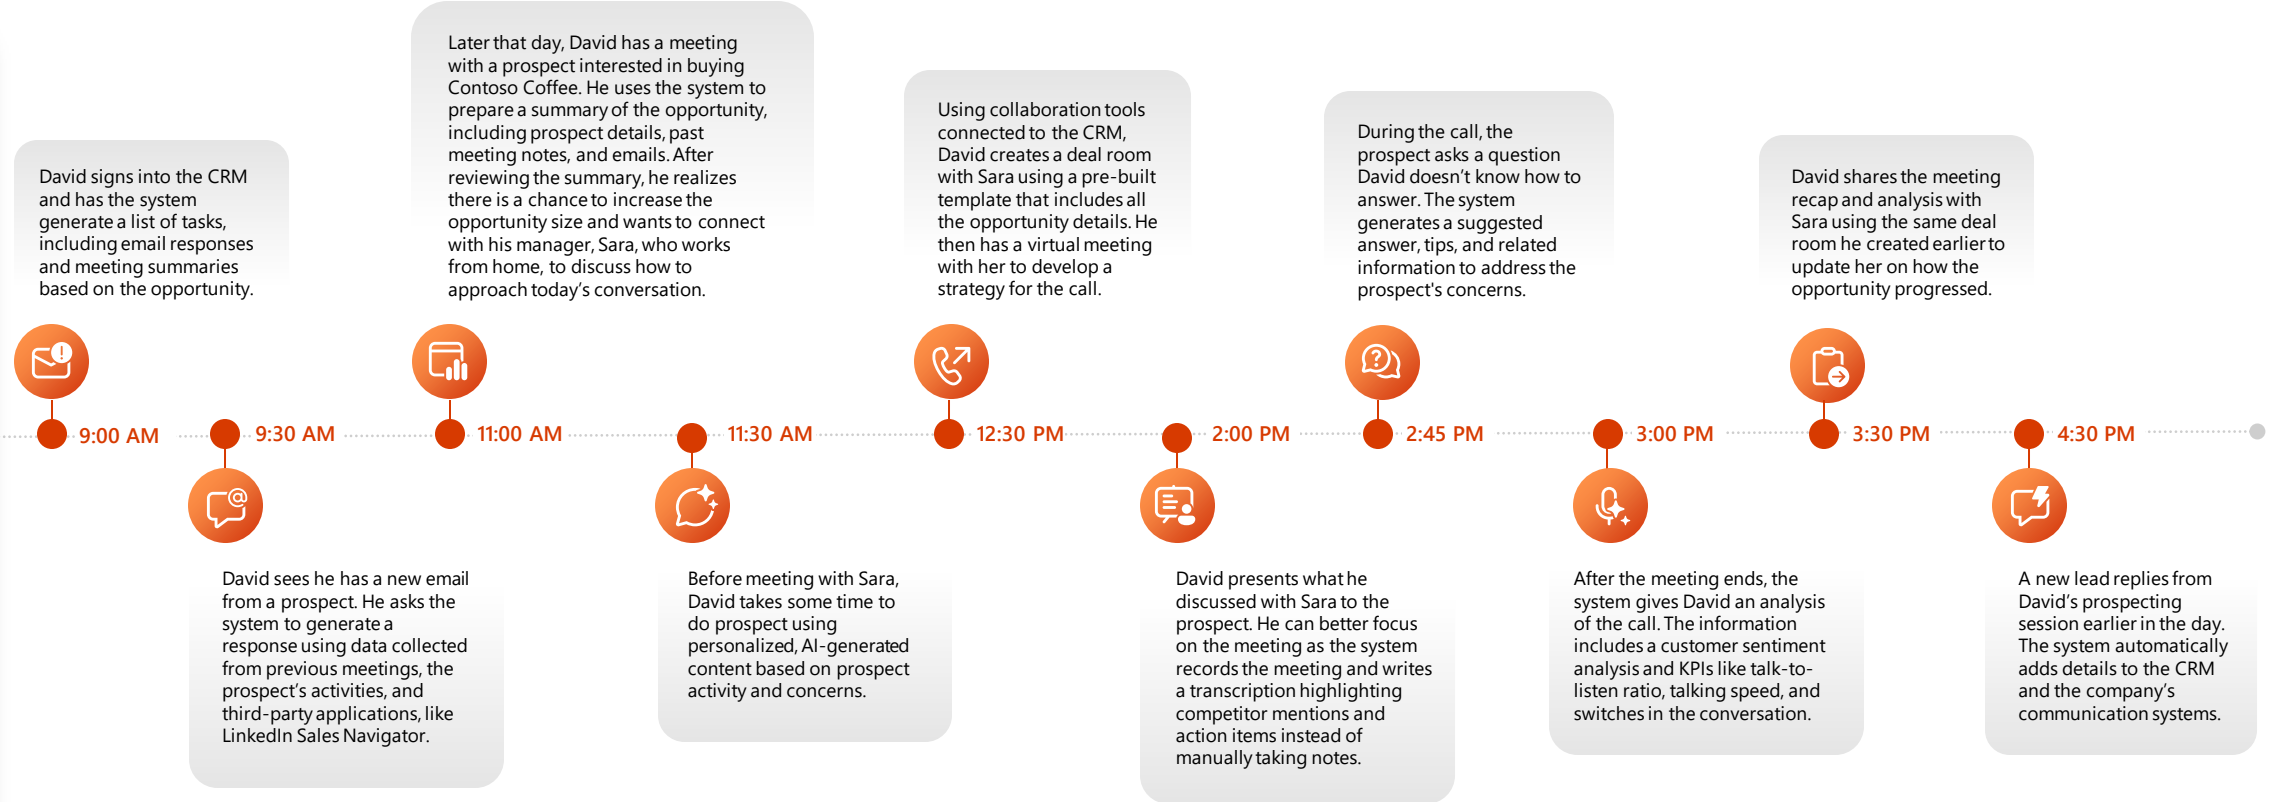 David signs into the CRM
and has the system
generate a list of tasks,
including email responses
and meeting summaries
based on the opportunity.
9:00 AM
9:30 AM
David sees he has a new email
from a prospect. He asks the
system to generate a
response using data collected
from previous meetings, the
prospect's activities, and
third-party applications, like
LinkedIn Sales Navigator.
Later that day, David has a meeting
with a prospect interested in buying
Contoso Coffee. He uses the system to
prepare a summary of the opportunity,
including prospect details, past
meeting notes, and emails. After
reviewing the summary, he realizes
there is a chance to increase the
opportunity size and wants to connect
with his manager, Sara, who works
from home, to discuss how to
approach today's conversation.
11:00 AM
11:30 AM
Before meeting with Sara,
David takes some time to
do prospect using
personalized, AI-generated
content based on prospect
activity and concerns.
Using collaboration tools
connected to the CRM,
David creates a deal room
with Sara using a pre-built
template that includes all
the opportunity details. He
then has a virtual meeting
with her to develop a
strategy for the call.
12:30 PM
2:00 PM
David presents what he
discussed with Sara to the
prospect. He can better focus
on the meeting as the system
records the meeting and writes
a transcription highlighting
competitor mentions and
action items instead of
manually taking notes.
During the call, the
prospect asks a question
David doesn't know how to
answer. The system
generates a suggested
answer, tips, and related
information to address the
prospect's concerns.
2:45 PM
3:00 PM
After the meeting ends, the
system gives David an analysis
of the call. The information
includes a customer sentiment
analysis and KPIs like talk-to-
listen ratio, talking speed, and
switches in the conversation.
David shares the meeting
recap and analysis with
Sara using the same deal
room he created earlier to
update her on how the
opportunity progressed.
3:30 PM
4:30 PM
A new lead replies from
David's prospecting
session earlier in the day.
The system automatically
adds details to the CRM
and the company's
communication systems.